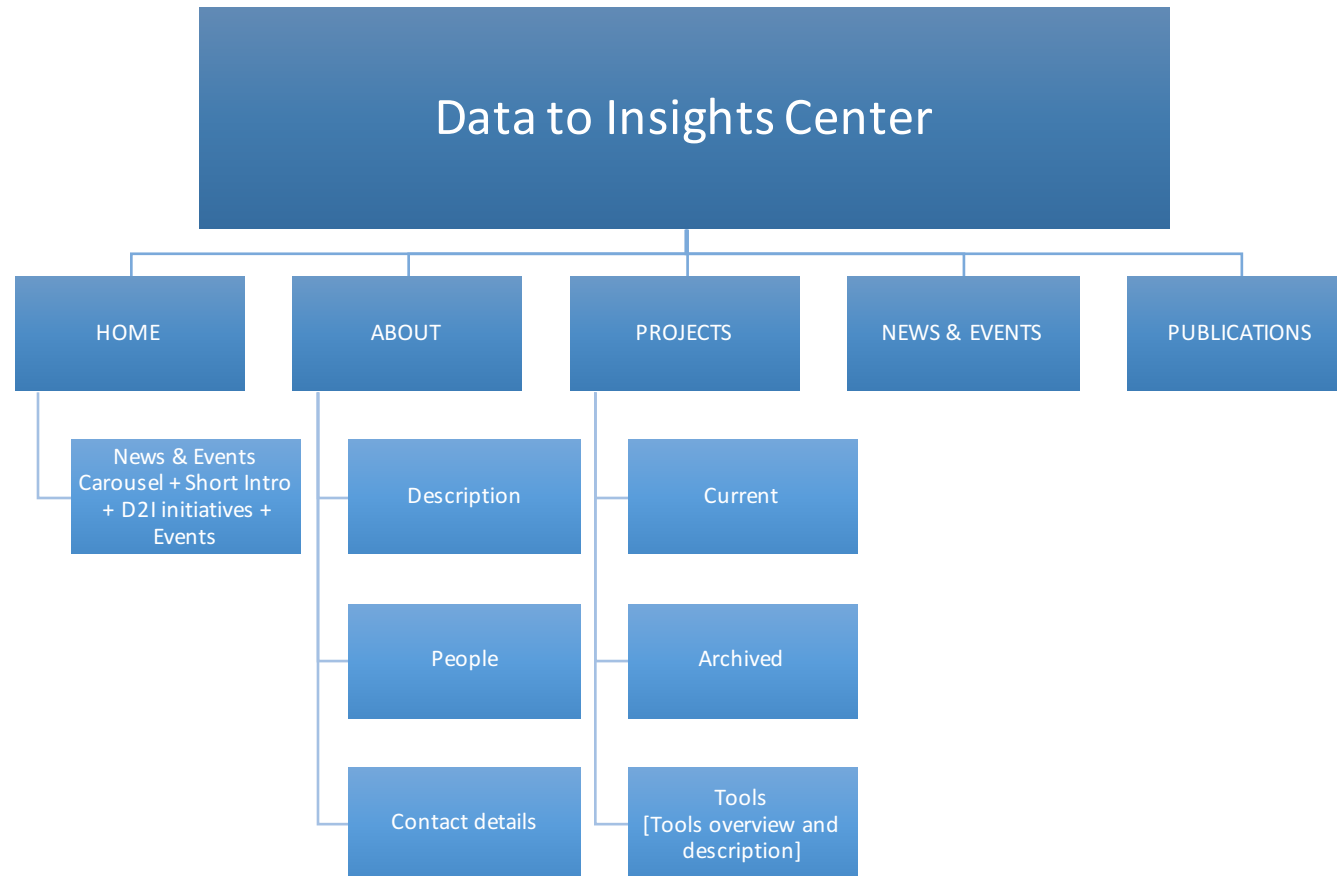 Data to Insights Center
HOME
ABOUT
PROJECTS
NEWS & EVENTS
PUBLICATIONS
News & Events
Carousel + Short Intro
+ D2I initiatives +
Events
Description
Current
People
Archived
Contact details
Tools
[Tools overview and
description]